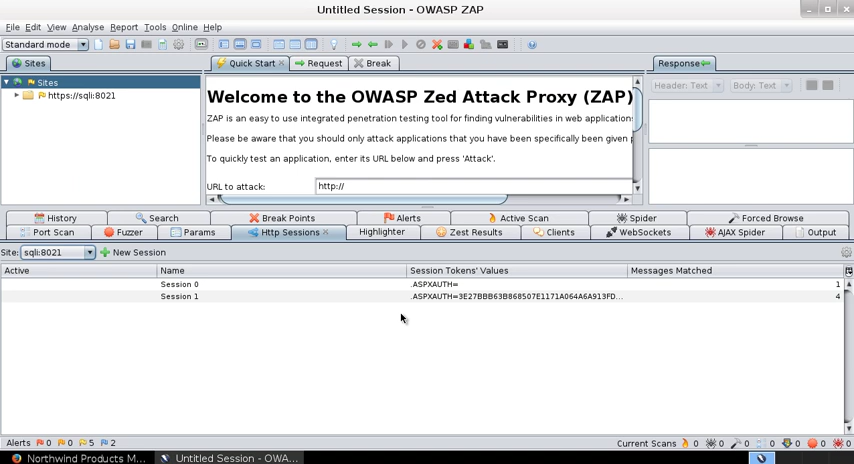 Untitled Session - OWASP ZAP
File Edit View Analyse Report Tools Online Help
Standard mode
Sites
Quick Start Request Break
Response
Sites
https://sqli:8021
Header: Text Body: Text
Welcome to the OWASP Zed Attack Proxy (ZAP)
ZAP is an easy to use integrated penetration testing tool for finding vulnerabilities in web application
Please be aware that you should only attack applications that you have been specifically been given
To quickly test an application, enter its URL below and press 'Attack'.
URL to attack: http://
History Search Break Points Alerts Active Scan Spider Forced Browse
Port Scan Fuzzer Params Http Sessions Highlighter Zest Results Clients WebSockets AJAX Spider Output
Site: sqli:8021 New Session
Active Name Session Tokens' Values Messages Matched
Session 0 .ASPXAUTH= 1
Session 1 .ASPXAUTH=3E27BBB63B868507E1171A064A6A913FD... 4
Alerts 0 0 5 2 Current Scans 0 0 0 0 0 0 0
Northwind Products M... Untitled Session - OWA...